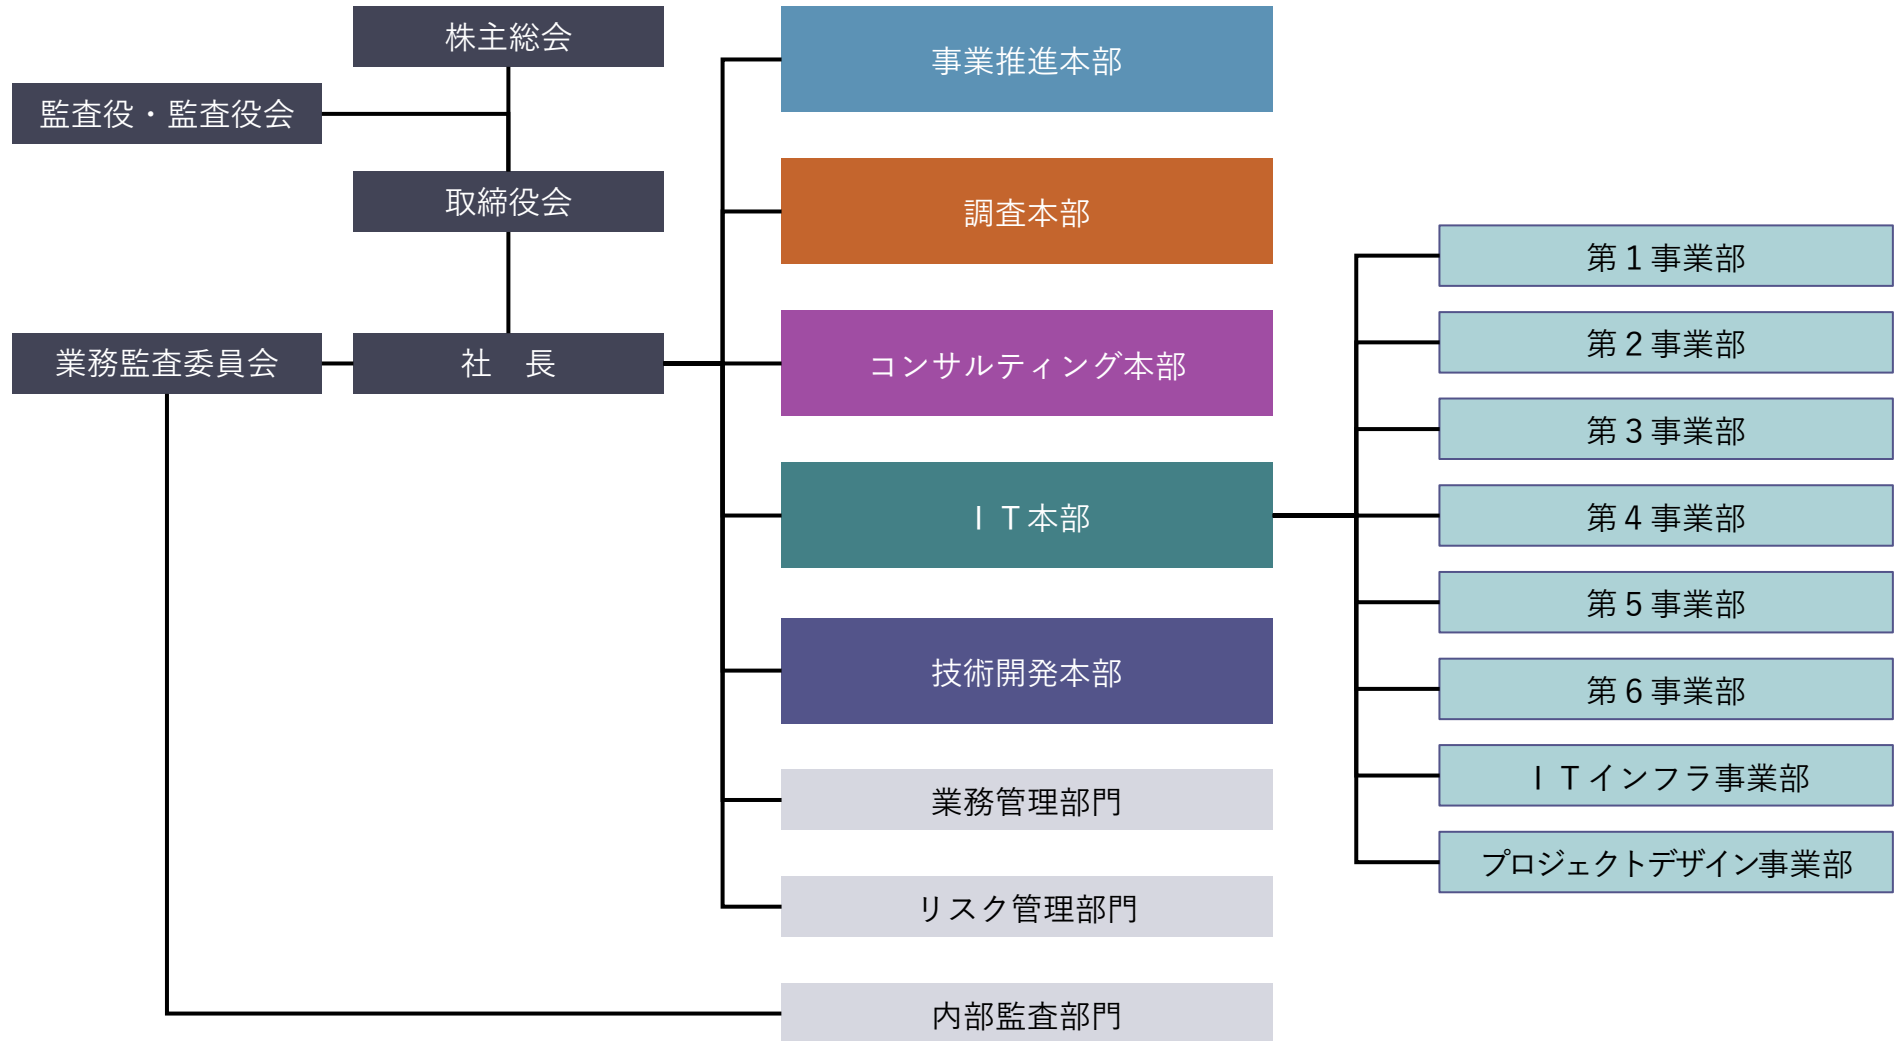 株主総会
監査役・監査役会
取締役会
業務監査委員会
社　長
事業推進本部
調査本部
コンサルティング本部
ＩＴ本部
技術開発本部
業務管理部門
リスク管理部門
内部監査部門
第１事業部
第２事業部
第３事業部
第４事業部
第５事業部
第６事業部
ＩＴインフラ事業部
プロジェクトデザイン事業部